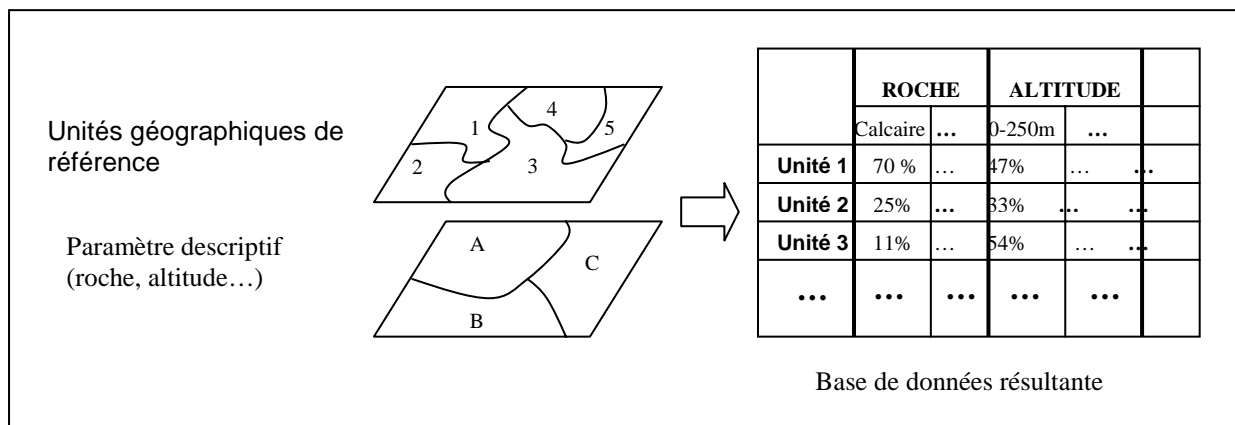 Unités géographiques de
référence
1
2
3
4
5
Paramètre descriptif
(roche, altitude…)
A
B
C
ROCHE ALTITUDE
Calcaire … 0-250m …
Unité 1 70 % … 47% … …
Unité 2 25% … 33% … …
Unité 3 11% … 54% … …
… … … … …
Base de données résultante